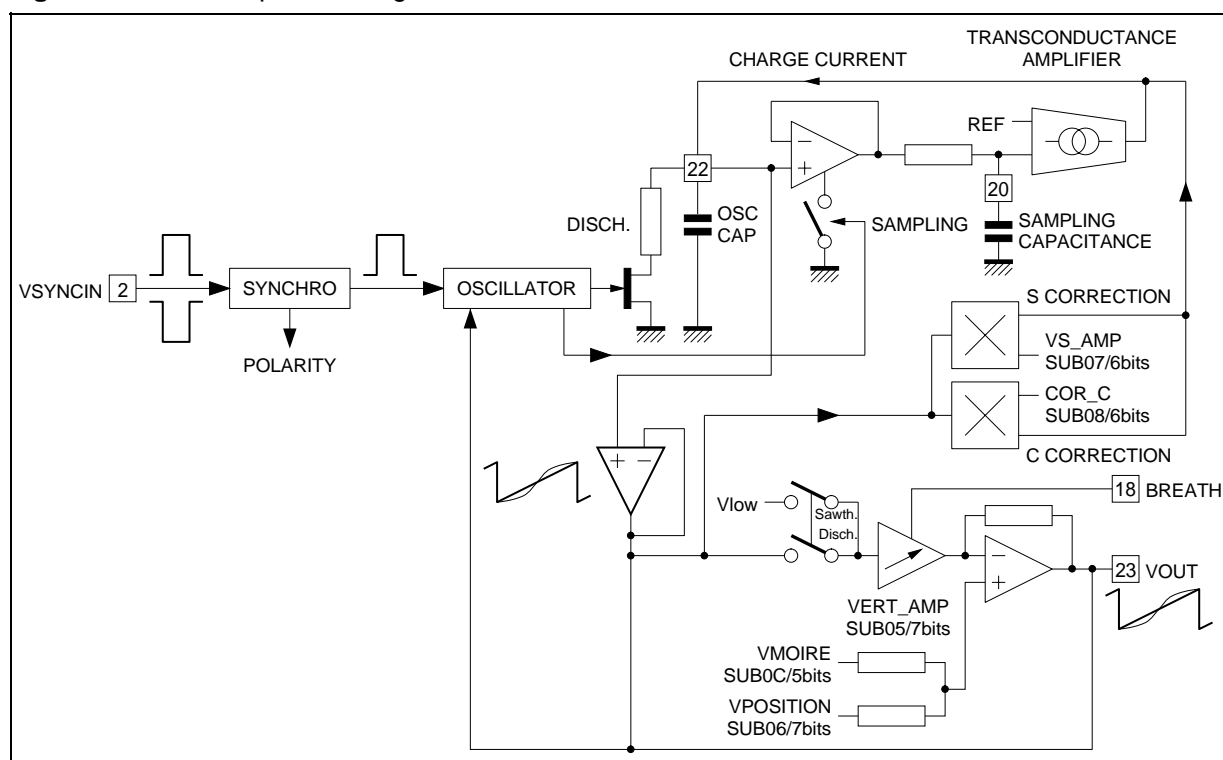 TRANSCONDUCTANCE
AMPLIFIER
CHARGE CURRENT
REF
22
20
DISCH.
OSC
CAP
SAMPLING
SAMPLING
CAPACITANCE
VSYNCIN 2
SYNCHRO
OSCILLATOR
POLARITY
S CORRECTION
VS_AMP
SUB07/6bits
COR_C
SUB08/6bits
C CORRECTION
+ −
− +
18 BREATH
Vlow
Sawth.
Disch.
− +
23 VOUT
VERT_AMP
SUB05/7bits
VMOIRE
SUB0C/5bits
VPOSITION
SUB06/7bits